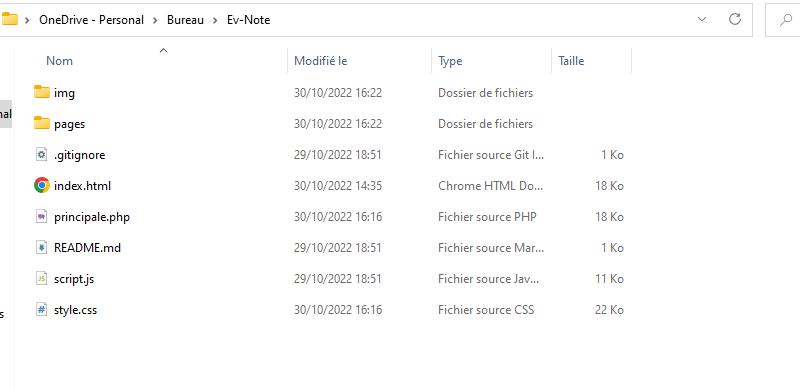 OneDrive - Personal > Bureau > Ev-Note
Nom Modifié le Type Taille
img 30/10/2022 16:22 Dossier de fichiers
pages 30/10/2022 16:22 Dossier de fichiers
.gitignore 29/10/2022 18:51 Fichier source Git I... 1 Ko
index.html 30/10/2022 14:35 Chrome HTML Do... 18 Ko
principale.php 30/10/2022 16:16 Fichier source PHP 18 Ko
README.md 29/10/2022 18:51 Fichier source Mar... 1 Ko
script.js 29/10/2022 18:51 Fichier source Jav... 11 Ko
style.css 30/10/2022 16:16 Fichier source CSS 22 Ko